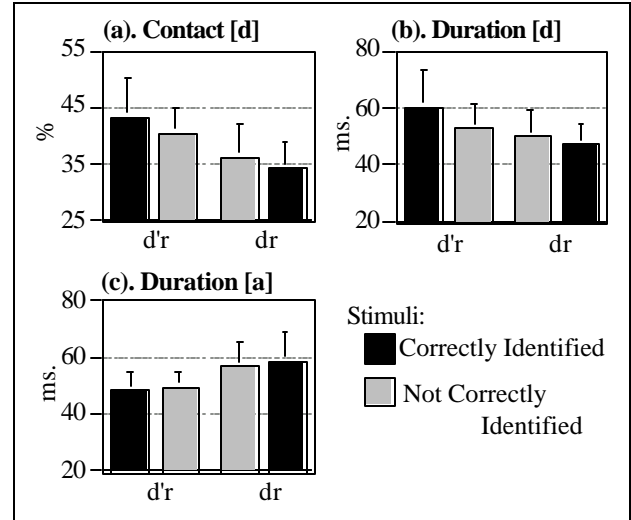 (a). Contact [d]
55
45
35
25
%
d'r dr
(b). Duration [d]
80
60
40
20
ms.
d'r dr
(c). Duration [a]
80
60
40
20
ms.
d'r dr
Stimuli:
Correctly Identified
Not Correctly
Identified